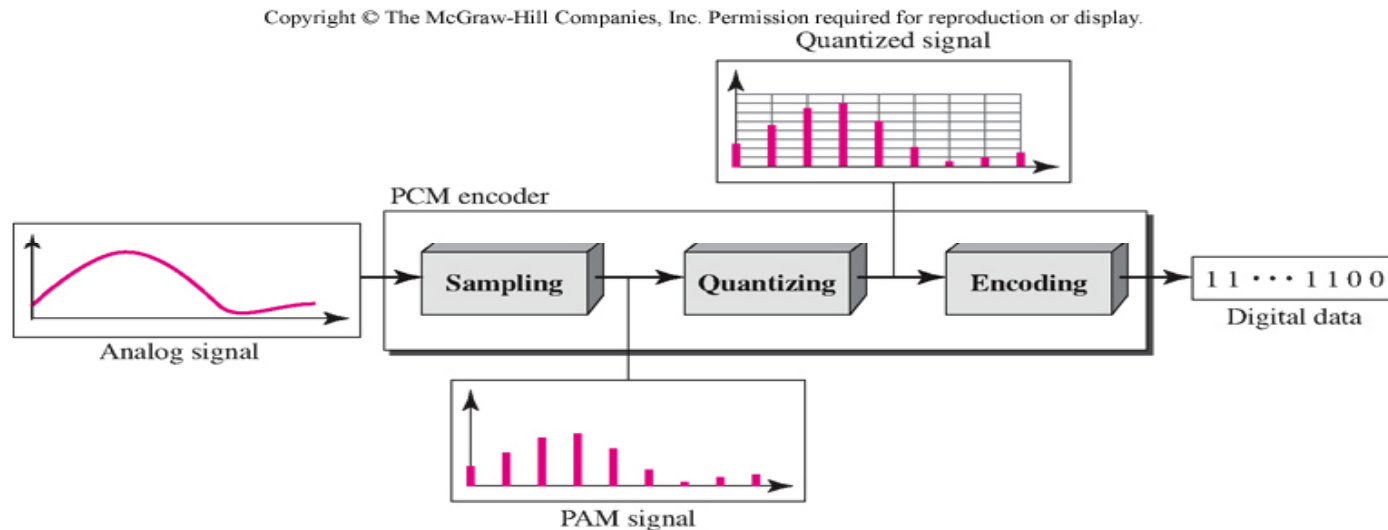 Copyright © The McGraw-Hill Companies, Inc. Permission required for reproduction or display.
Quantized signal
PCM encoder
Sampling
Quantizing
Encoding
1 1 ··· 1 1 0 0
Digital data
Analog signal
PAM signal